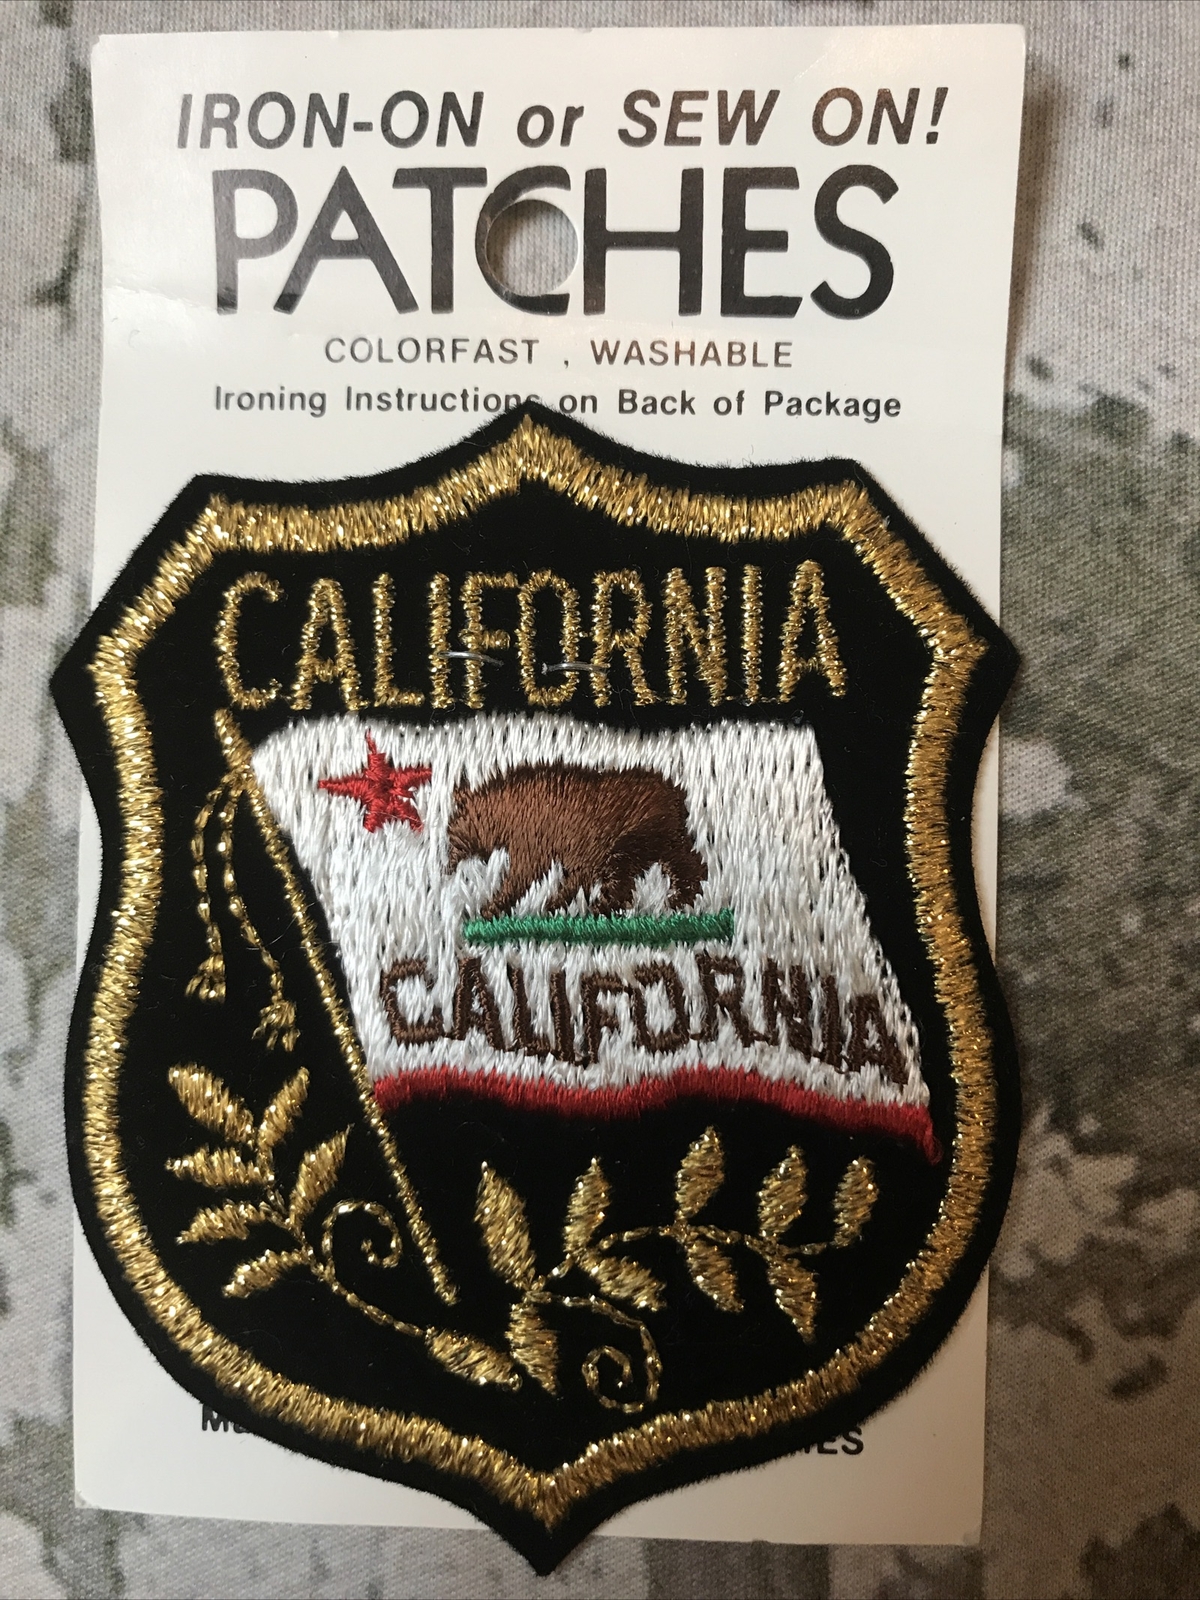 IRON-ON or SEW ON!
PATCHES
COLORFAST , WASHABLE
Ironing Instructions on Back of Package
CALIFORNIA
CALIFORNIA